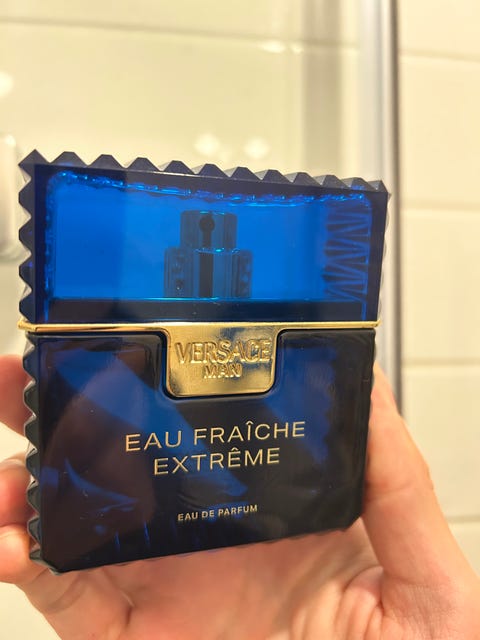 VERSACE
MAN
EAU FRAÎCHE
EXTRÊME
EAU DE PARFUM